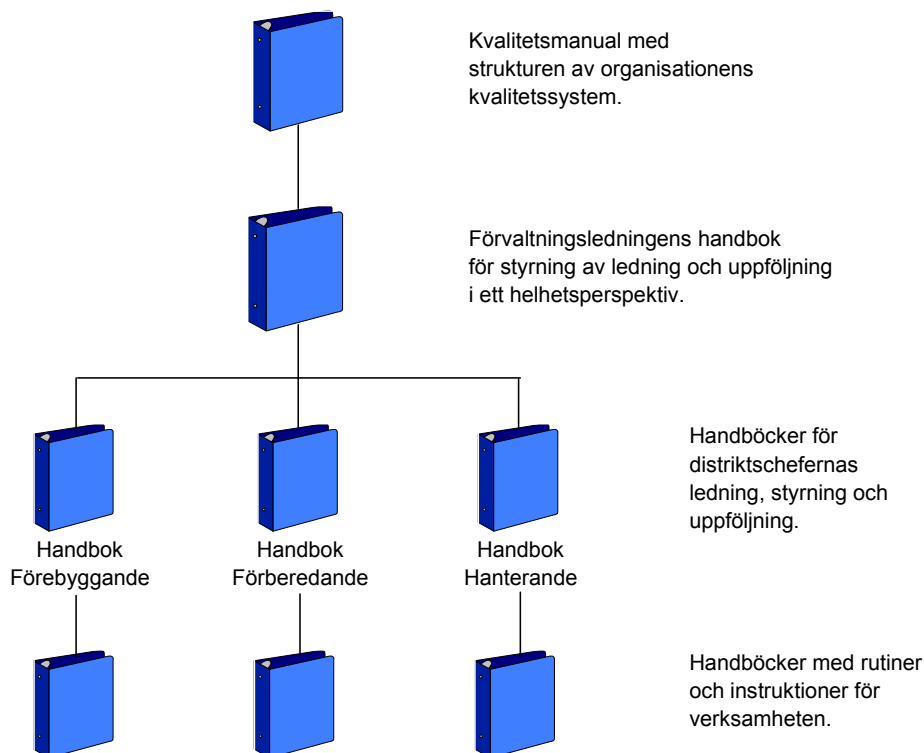 Kvalitetsmanual med
strukturen av organisationens
kvalitetssystem.
Förvaltningsledningens handbok
för styrning av ledning och uppföljning
i ett helhetsperspektiv.
Handböcker för
distriktschefernas
ledning, styrning och
uppföljning.
Handbok
Förebyggande
Handbok
Förberedande
Handbok
Hanterande
Handböcker med rutiner
och instruktioner för
verksamheten.